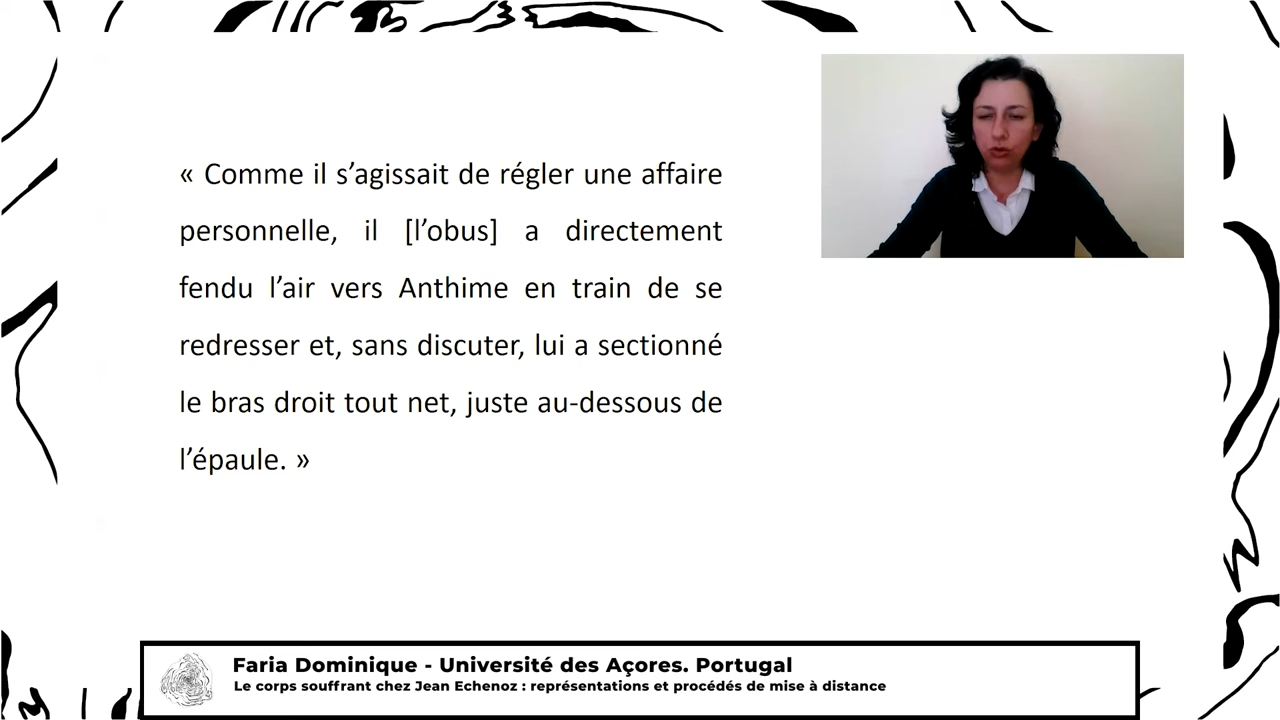 « Comme il s’agissait de régler une affaire
personnelle, il [l’obus] a directement
fendu l’air vers Anthime en train de se
redresser et, sans discuter, lui a sectionné
le bras droit tout net, juste au-dessous de
l’épaule. »
Faria Dominique - Université des Açores. Portugal
Le corps souffrant chez Jean Echenoz : représentations et procédés de mise à distance